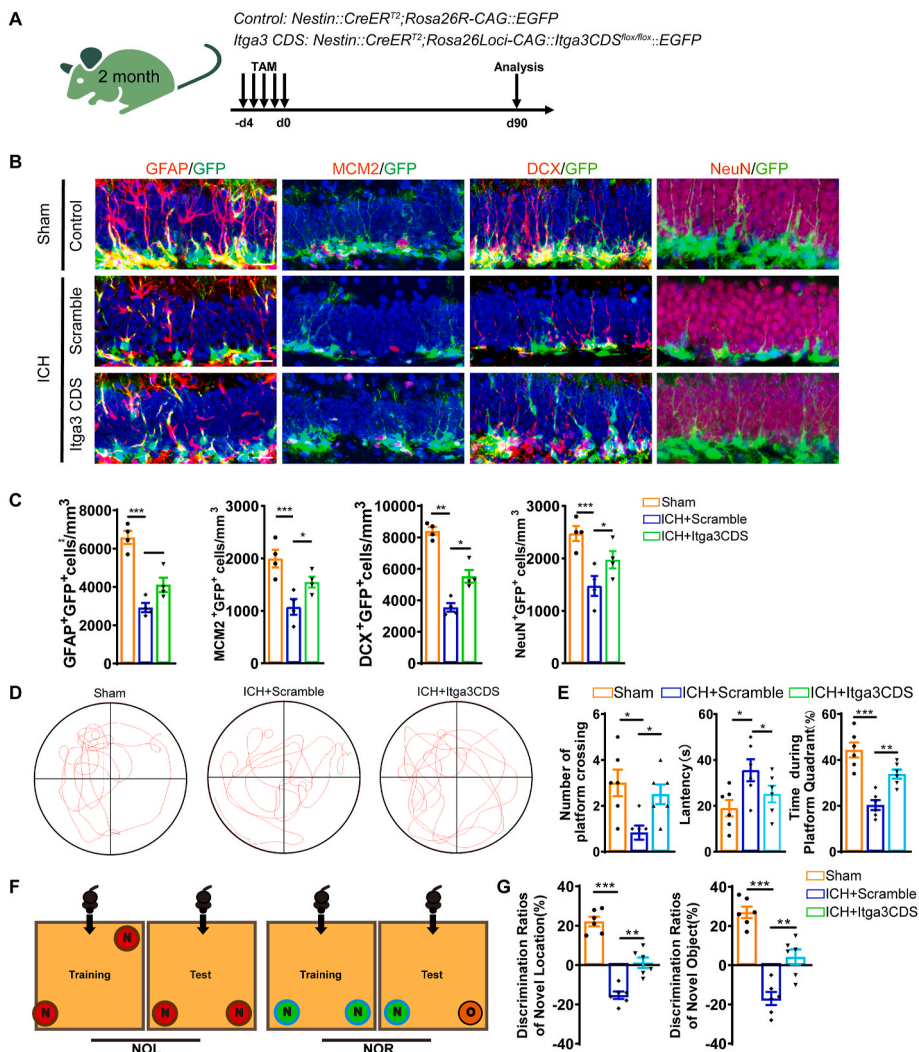 A
Control: Nestin::CreERT2;Rosa26R-CAG::EGFP
Itga3 CDS: Nestin::CreERT2;Rosa26Loci-CAG::Itga3CDSflox/flox::EGFP
2 month
TAM
Analysis
-d4
d0
d90
B
GFAP/GFP
MCM2/GFP
DCX/GFP
NeuN/GFP
Sham
Control
ICH
Scramble
Itga3 CDS
C
GFAP+GFP+cells/mm3
8000
6000
4000
2000
0
***
**
MCM2+GFP+cells/mm3
3000
2000
1000
0
***
*
DCX+GFP+cells/mm3
10000
8000
6000
4000
2000
0
**
*
NeuN+GFP+ cells/mm3
3000
2000
1000
0
***
*
Sham
ICH+Scramble
ICH+Itga3CDS
D
Sham
ICH+Scramble
ICH+Itga3CDS
E
Sham
ICH+Scramble
ICH+Itga3CDS
Number of
platform crossing
6
4
2
0
*
*
Lantency(s)
60
40
20
0
*
*
Time during
Platform Quadrant(%)
60
40
20
0
***
**
F
N
N
Training
N
N
Test
NOL
N
N
Training
N
O
Test
NOR
G
Sham
ICH+Scramble
ICH+Itga3CDS
Discrimination Ratios
of Novel Location(%)
40
20
0
-20
-40
***
**
Discrimination Ratios
of Novel Object(%)
40
20
0
-20
-40
***
**